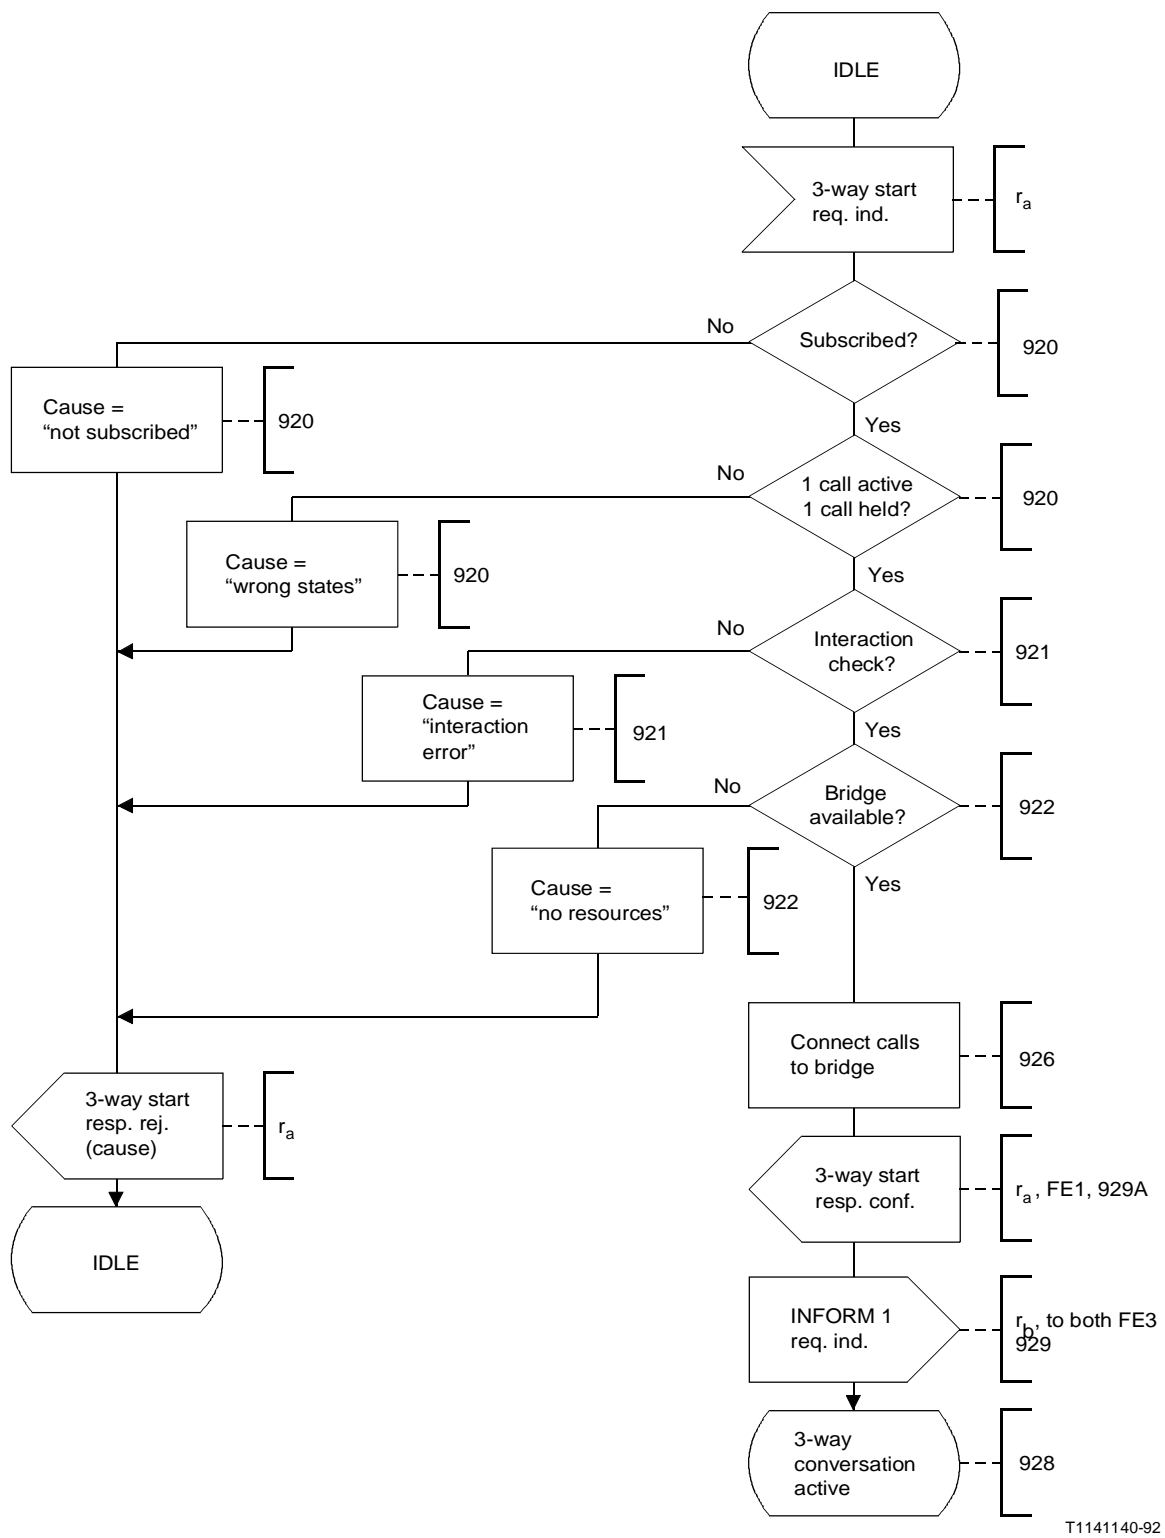 IDLE
3-way start
req. ind.
ra
No
Subscribed?
920
Cause =
“not subscribed”
920
Yes
No
1 call active
1 call held?
920
Cause =
“wrong states”
920
Yes
No
Interaction
check?
921
Cause =
“interaction
error”
921
Yes
No
Bridge
available?
922
Cause =
“no resources”
922
Yes
Connect calls
to bridge
926
3-way start
resp. rej.
(cause)
ra
3-way start
resp. conf.
ra, FE1, 929A
IDLE
INFORM 1
req. ind.
rb, to both FE3
929
3-way
conversation
active
928
T1141140-92